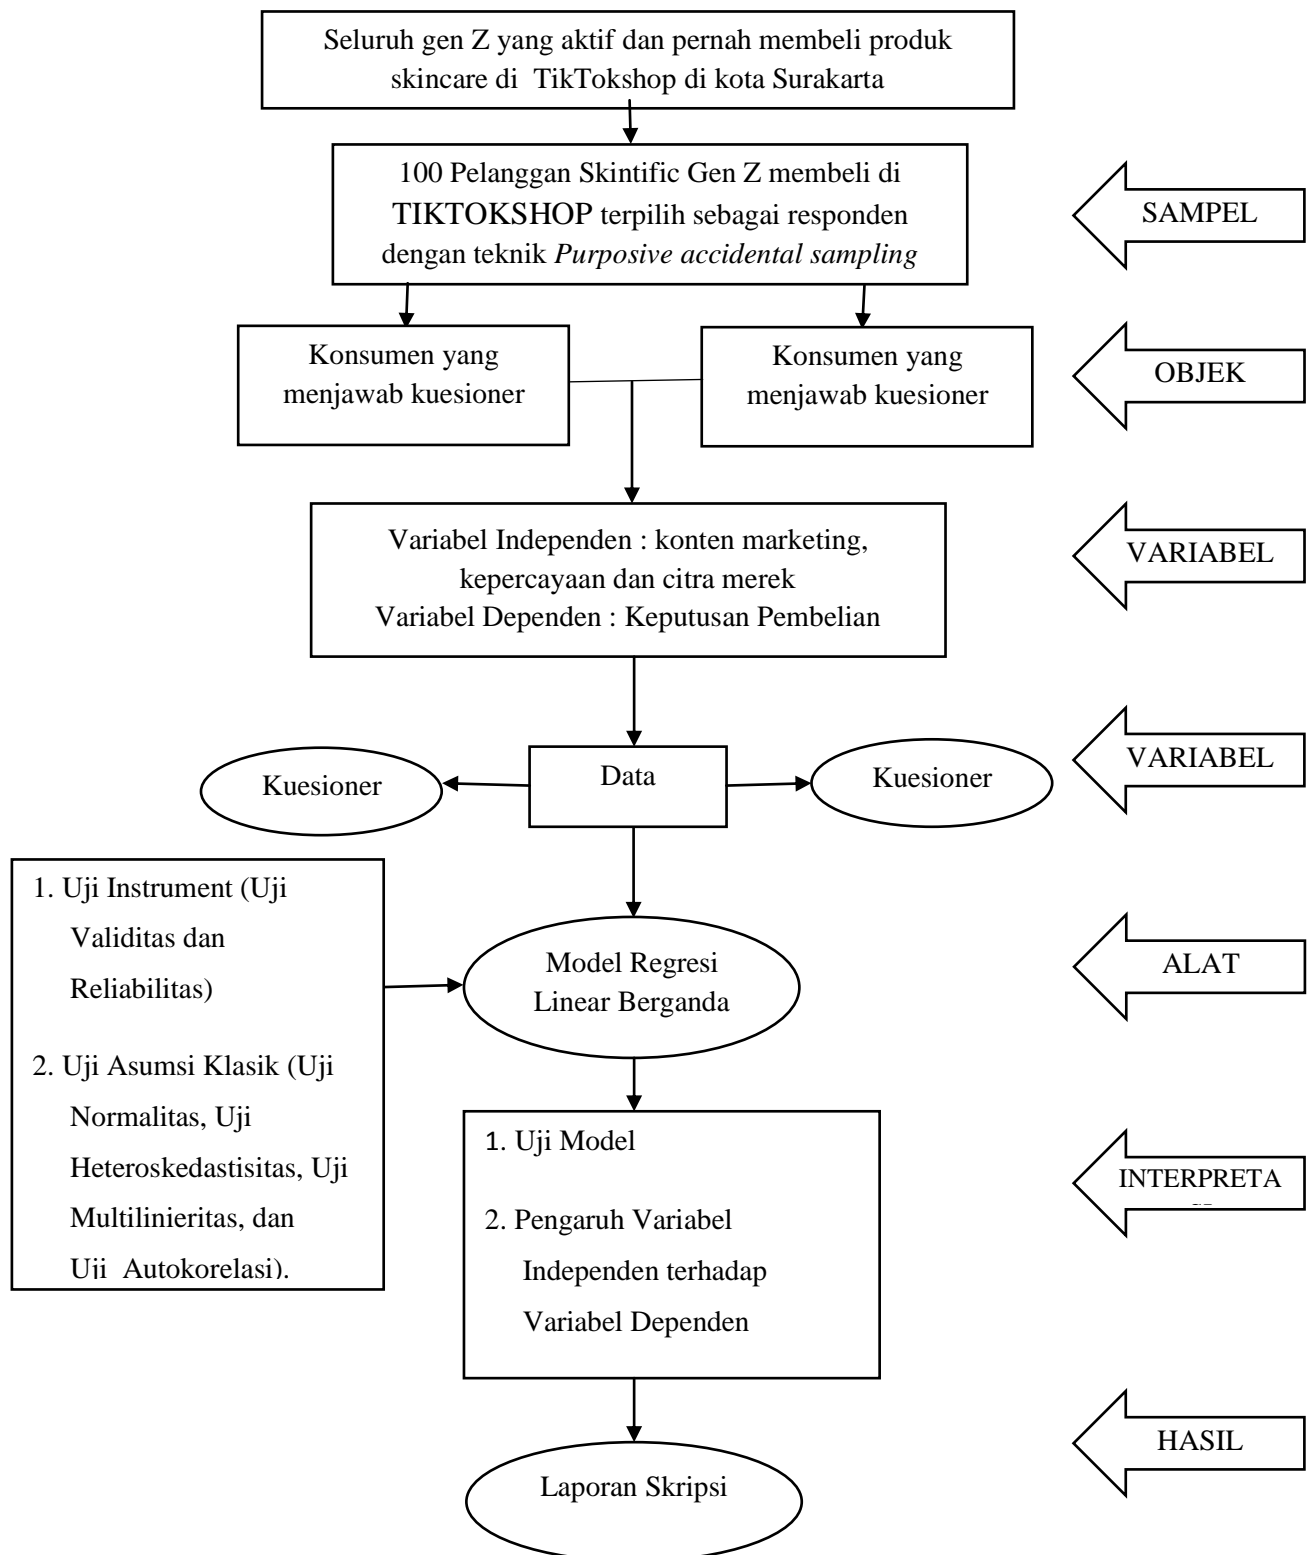 Seluruh gen Z yang aktif dan pernah membeli produk
skincare di TikTokshop di kota Surakarta
100 Pelanggan Skintific Gen Z membeli di
TIKTOKSHOP terpilih sebagai responden
dengan teknik Purposive accidental sampling
SAMPEL
Konsumen yang
menjawab kuesioner
Konsumen yang
menjawab kuesioner
OBJEK
Variabel Independen : konten marketing,
kepercayaan dan citra merek
Variabel Dependen : Keputusan Pembelian
VARIABEL
Kuesioner
Data
Kuesioner
VARIABEL
1. Uji Instrument (Uji
Validitas dan
Reliabilitas)
2. Uji Asumsi Klasik (Uji
Normalitas, Uji
Heteroskedastisitas, Uji
Multilinieritas, dan
Uji Autokorelasi).
Model Regresi
Linear Berganda
ALAT
1. Uji Model
2. Pengaruh Variabel
Independen terhadap
Variabel Dependen
INTERPRETA
Laporan Skripsi
HASIL